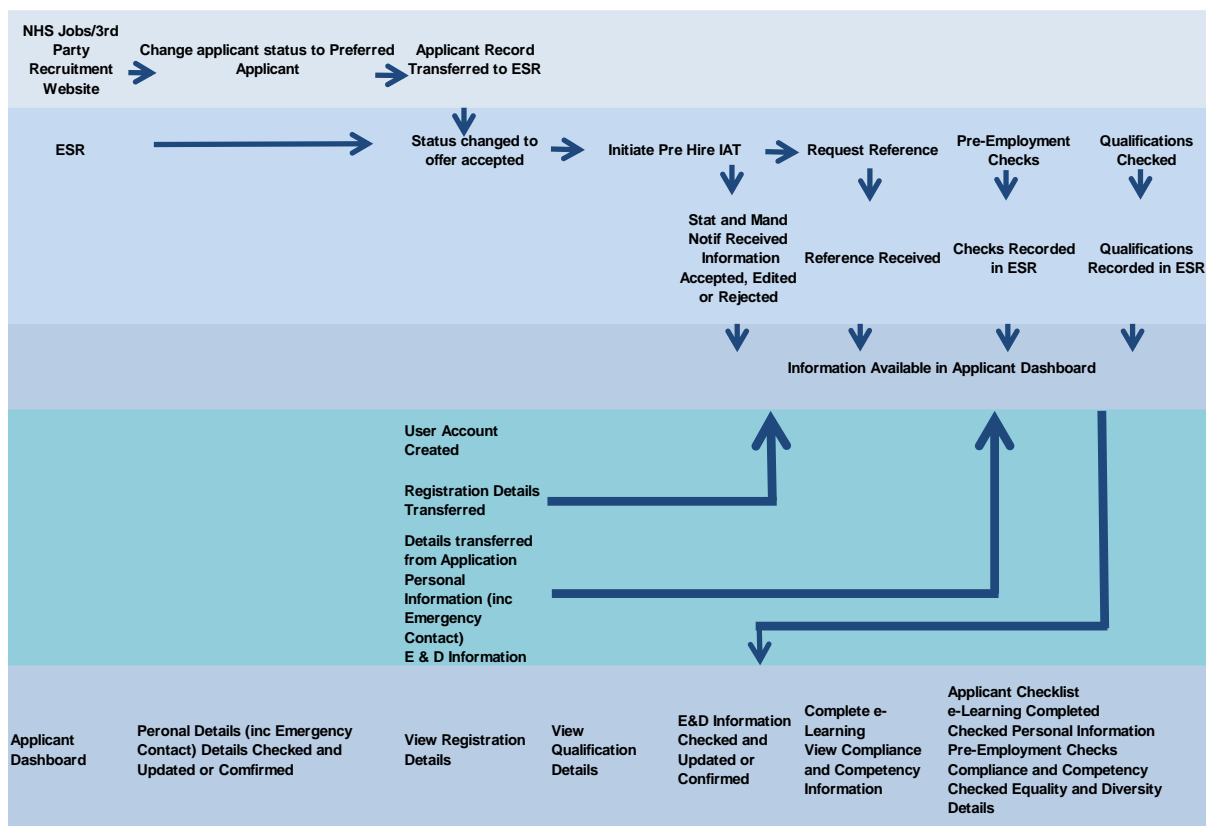 NHS Jobs/3rd
Party
Recruitment
Website
Change applicant status to Preferred
Applicant
Applicant Record
Transferred to ESR
ESR
Status changed to
offer accepted
Initiate Pre Hire IAT
Request Reference
Pre-Employment
Checks
Qualifications
Checked
Stat and Mand
Notif Received
Information
Accepted, Edited
or Rejected
Reference Received
Checks Recorded
in ESR
Qualifications
Recorded in ESR
Information Available in Applicant Dashboard
User Account
Created
Registration Details
Transferred
Details transferred
from Application
Personal
Information (inc
Emergency
Contact)
E & D Information
Applicant
Dashboard
Peronal Details (inc Emergency
Contact) Details Checked and
Updated or Comfirmed
View Registration
Details
View
Qualification
Details
E&D Information
Checked and
Updated or
Confirmed
Complete e-
Learning
View Compliance
and Competency
Information
Applicant Checklist
e-Learning Completed
Checked Personal Information
Pre-Employment Checks
Compliance and Competency
Checked Equality and Diversity
Details